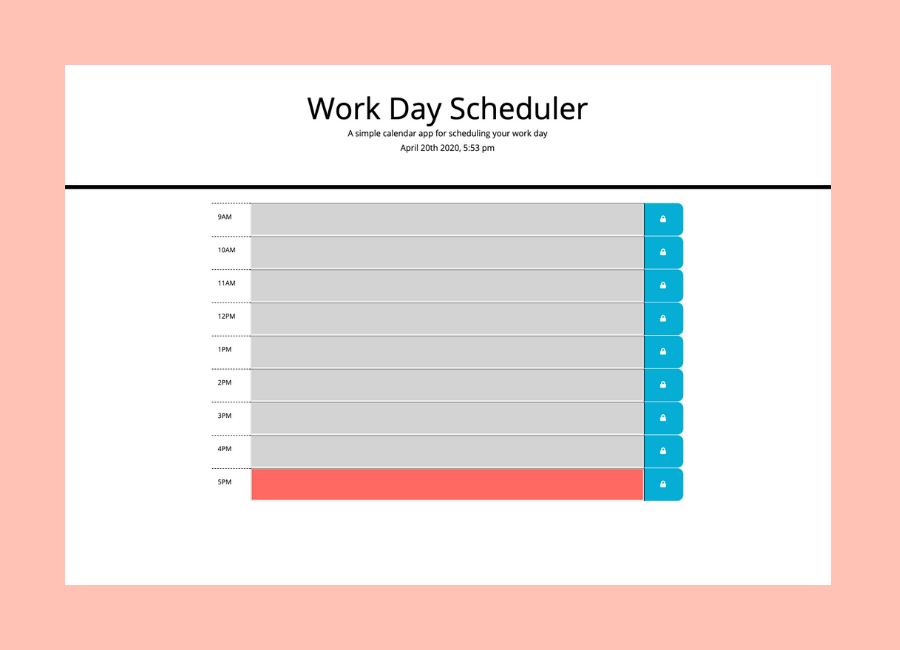 Work Day Scheduler
A simple calendar app for scheduling your work day
April 20th 2020, 5:53 pm
9AM
10AM
11AM
12PM
1PM
2PM
3PM
4PM
5PM